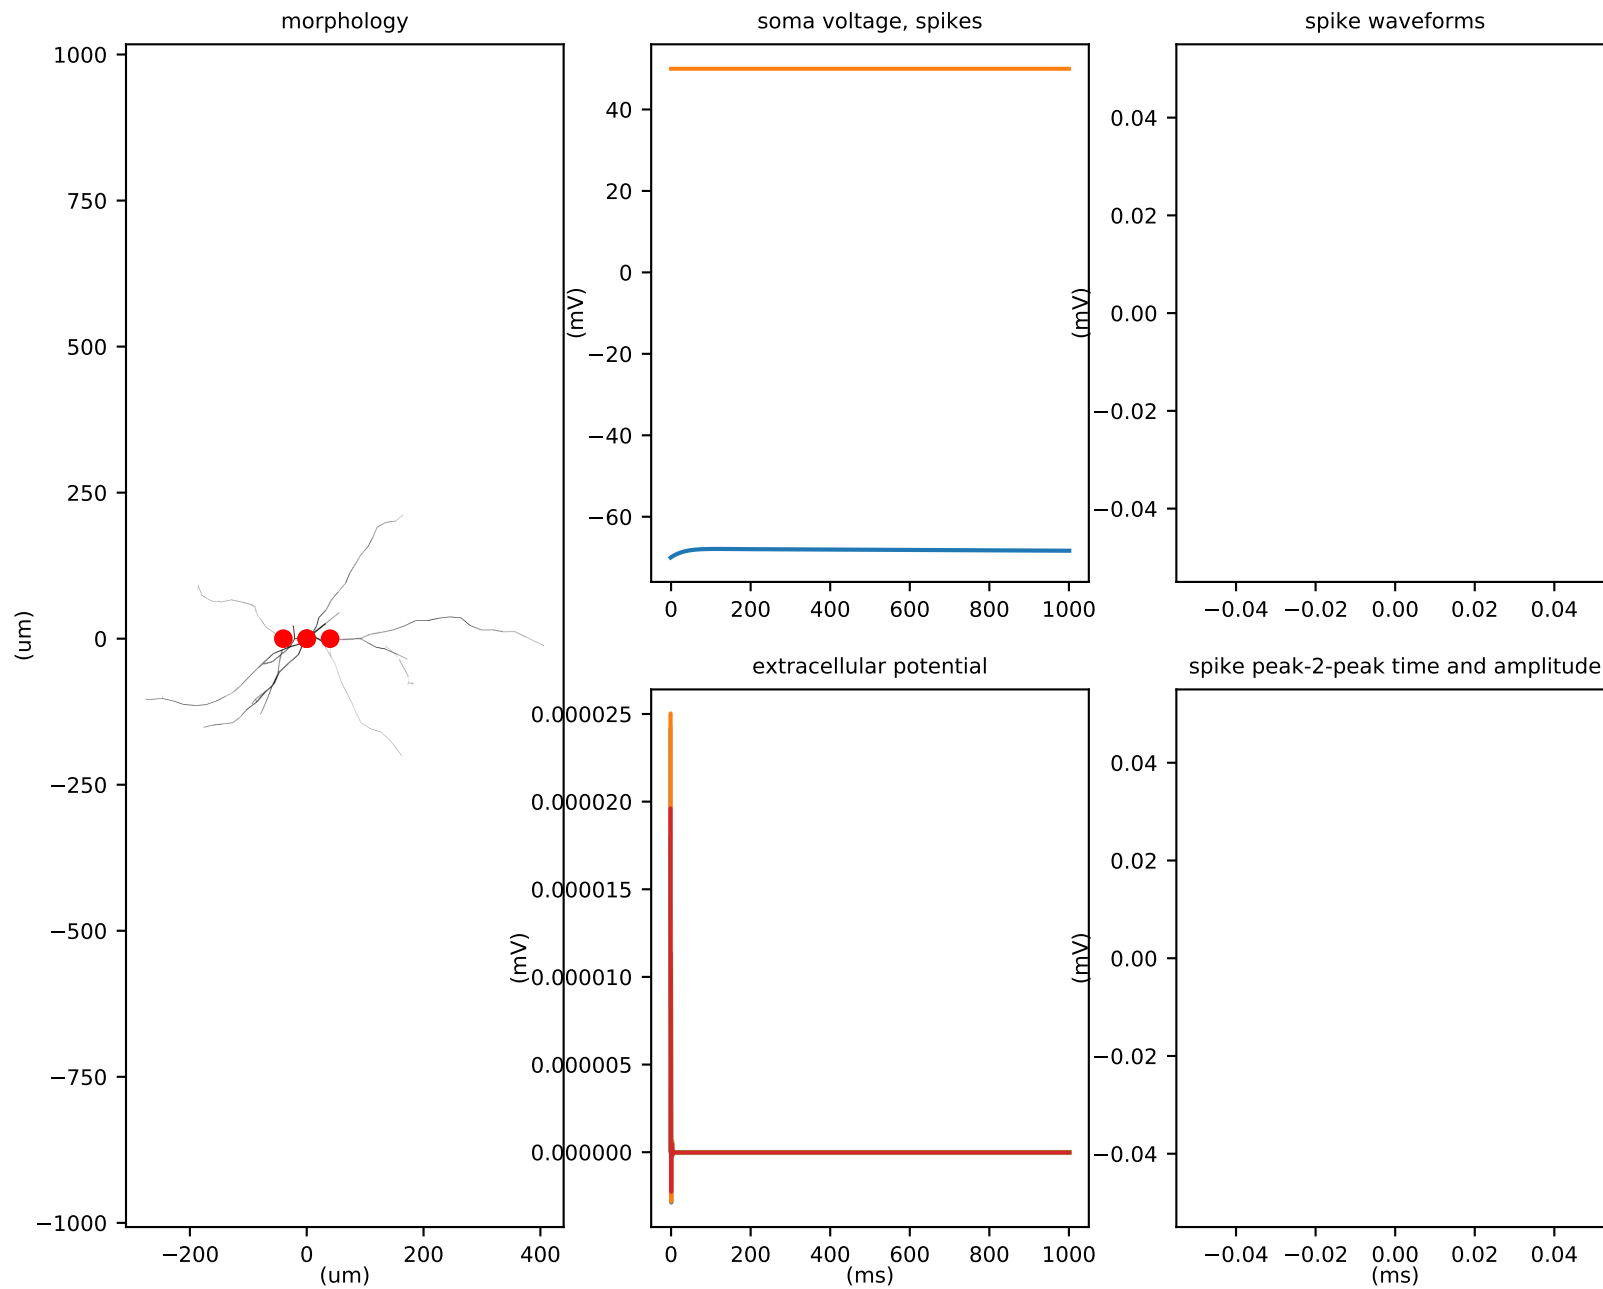 morphology
1000
750
500
250
0
−250
−500
−750
−1000
(um)
−200 0 200 400
(um)
soma voltage, spikes
40
20
0
−20
−40
−60
(mV)
0 200 400 600 800 1000
spike waveforms
0.04
0.02
0.00
−0.02
−0.04
(mV)
−0.04 −0.02 0.00 0.02 0.04
extracellular potential
0.000025
0.000020
0.000015
0.000010
0.000005
0.000000
(mV)
0 200 400 600 800 1000
(ms)
spike peak-2-peak time and amplitude
0.04
0.02
0.00
−0.02
−0.04
(mV)
−0.04 −0.02 0.00 0.02 0.04
(ms)